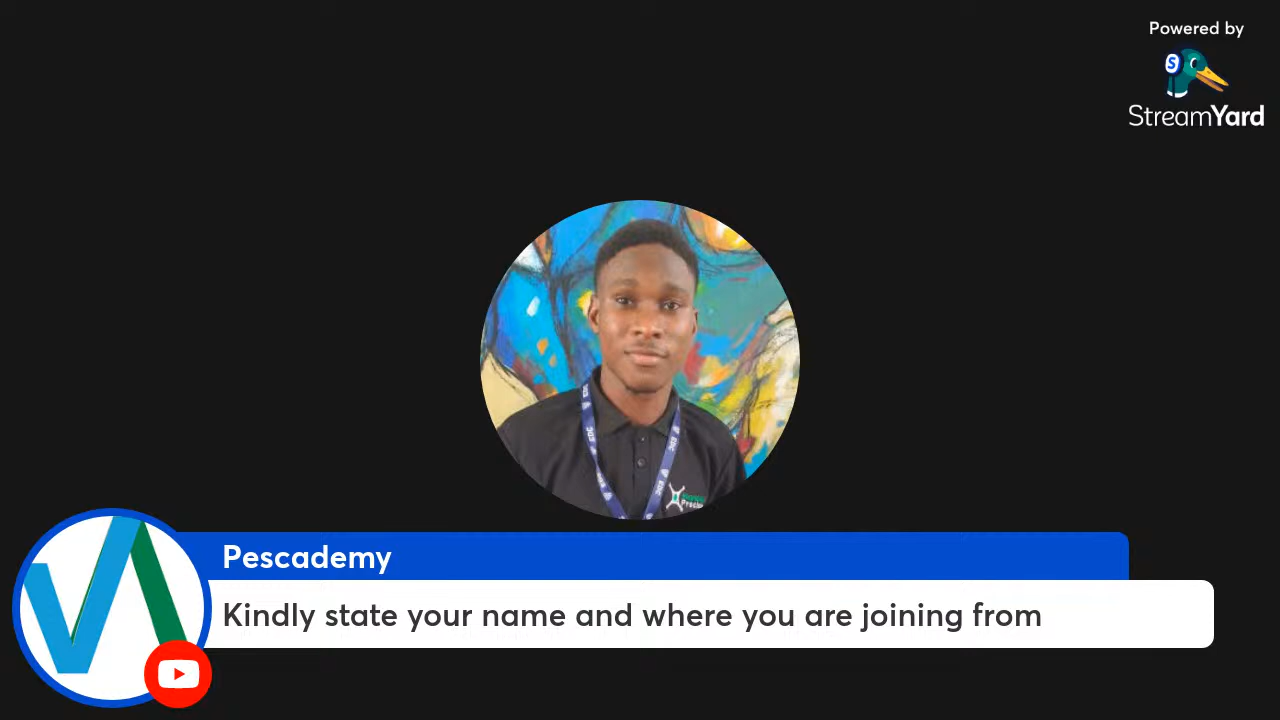 Powered by
S
StreamYard
Pescademy
Kindly state your name and where you are joining from